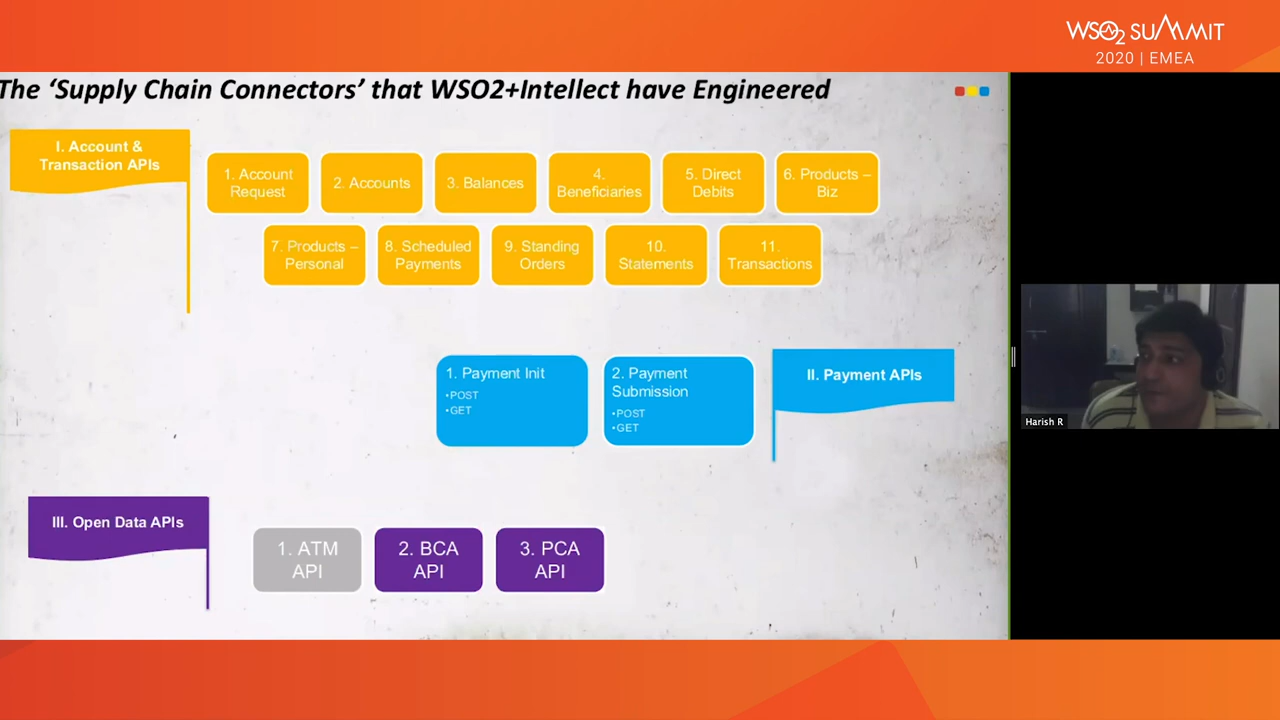 WSO2 SUMMIT
2020 | EMEA
The ‘Supply Chain Connectors’ that WSO2+Intellect have Engineered
I. Account &
Transaction APIs
1. Account
Request
2. Accounts
3. Balances
4.
Beneficiaries
5. Direct
Debits
6. Products –
Biz
7. Products –
Personal
8. Scheduled
Payments
9. Standing
Orders
10.
Statements
11.
Transactions
1. Payment Init
•POST
•GET
2. Payment
Submission
•POST
•GET
II. Payment APIs
Harish R
III. Open Data APIs
1. ATM
API
2. BCA
API
3. PCA
API